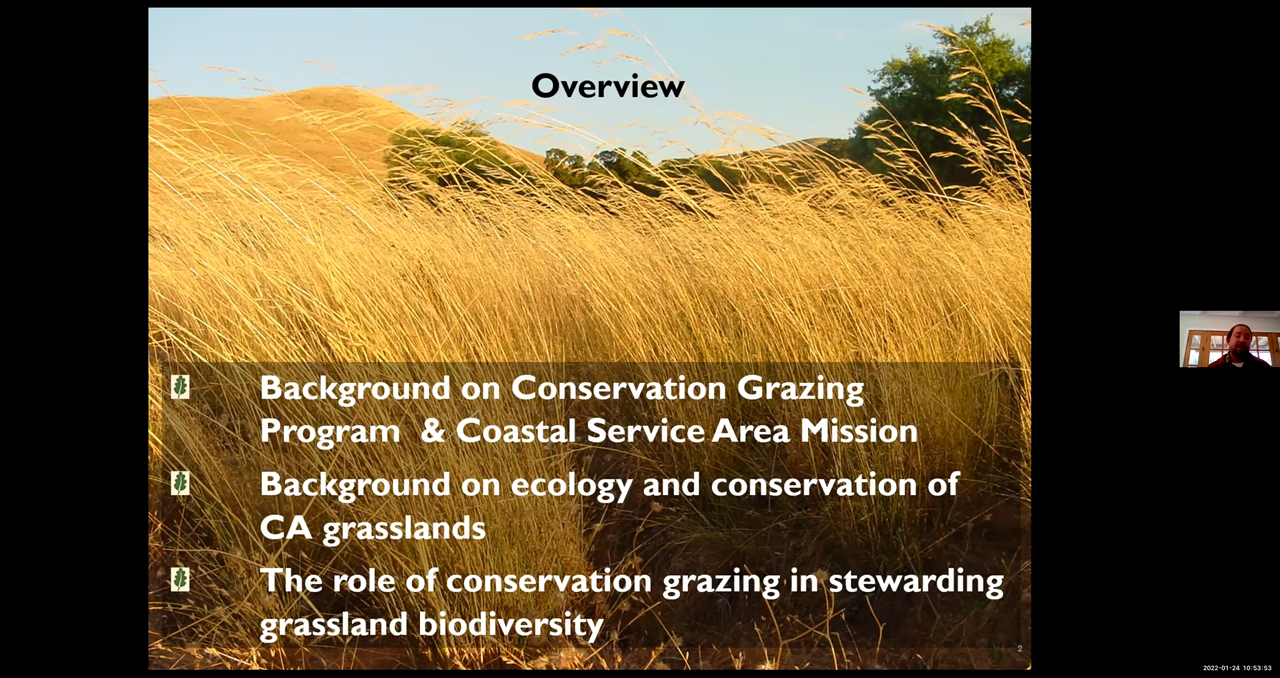 Overview
Background on Conservation Grazing
Program & Coastal Service Area Mission
Background on ecology and conservation of
CA grasslands
The role of conservation grazing in stewarding
grassland biodiversity
2
2022-01-24 10:53:53